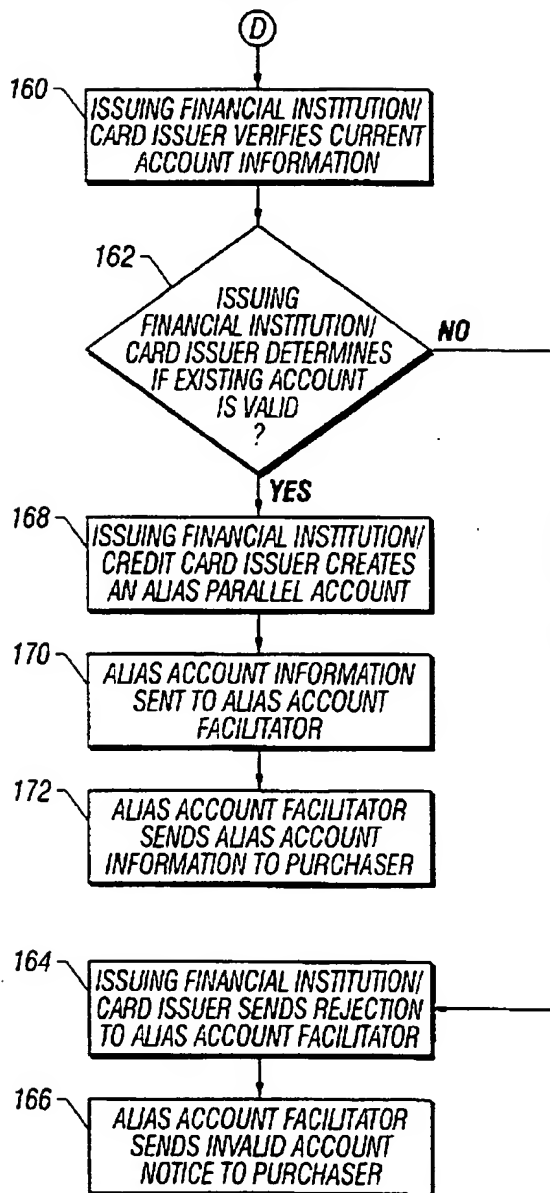 D
160
ISSUING FINANCIAL INSTITUTION/
CARD ISSUER VERIFIES CURRENT
ACCOUNT INFORMATION
162
ISSUING
FINANCIAL INSTITUTION/
CARD ISSUER DETERMINES
IF EXISTING ACCOUNT
IS VALID
?
NO
YES
168
ISSUING FINANCIAL INSTITUTION/
CREDIT CARD ISSUER CREATES
AN ALIAS PARALLEL ACCOUNT
170
ALIAS ACCOUNT INFORMATION
SENT TO ALIAS ACCOUNT
FACILITATOR
172
ALIAS ACCOUNT FACILITATOR
SENDS ALIAS ACCOUNT
INFORMATION TO PURCHASER
164
ISSUING FINANCIAL INSTITUTION/
CARD ISSUER SENDS REJECTION
TO ALIAS ACCOUNT FACILITATOR
166
ALIAS ACCOUNT FACILITATOR
SENDS INVALID ACCOUNT
NOTICE TO PURCHASER